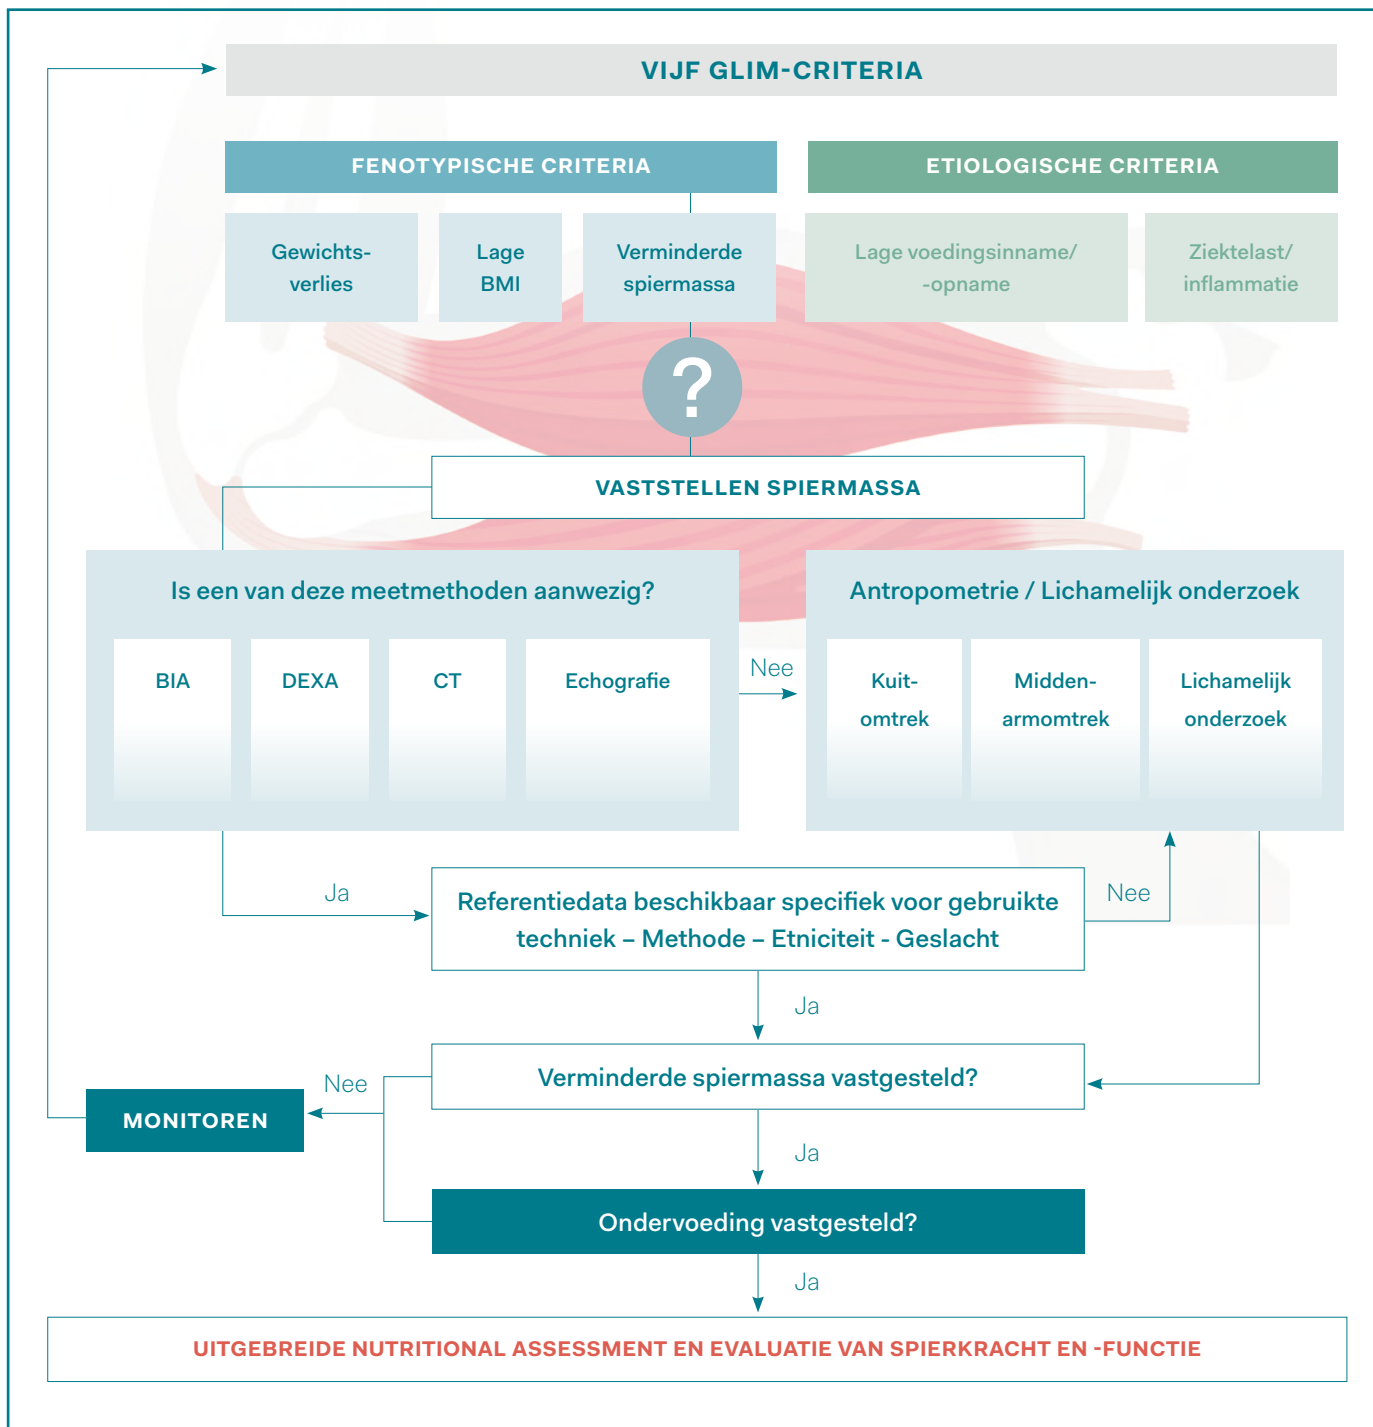 VIJF GLIM-CRITERIA
FENOTYPISCHE CRITERIA
ETIOLOGISCHE CRITERIA
Gewichts-
verlies
Lage
BMI
Verminderde
spiermassa
Lage voedingsinname/
-opname
Ziektelast/
inflammatie
?
VASTSTELLEN SPIERMASSA
Is een van deze meetmethoden aanwezig?
BIA
DEXA
CT
Echografie
Nee
Antropometrie / Lichamelijk onderzoek
Kuit-
omtrek
Midden-
armomtrek
Lichamelijk
onderzoek
Ja
Referentiedata beschikbaar specifiek voor gebruikte
techniek – Methode – Etniciteit - Geslacht
Nee
Ja
Verminderde spiermassa vastgesteld?
Nee
MONITOREN
Ja
Ondervoeding vastgesteld?
Ja
UITGEBREIDE NUTRITIONAL ASSESSMENT EN EVALUATIE VAN SPIERKRACHT EN -FUNCTIE